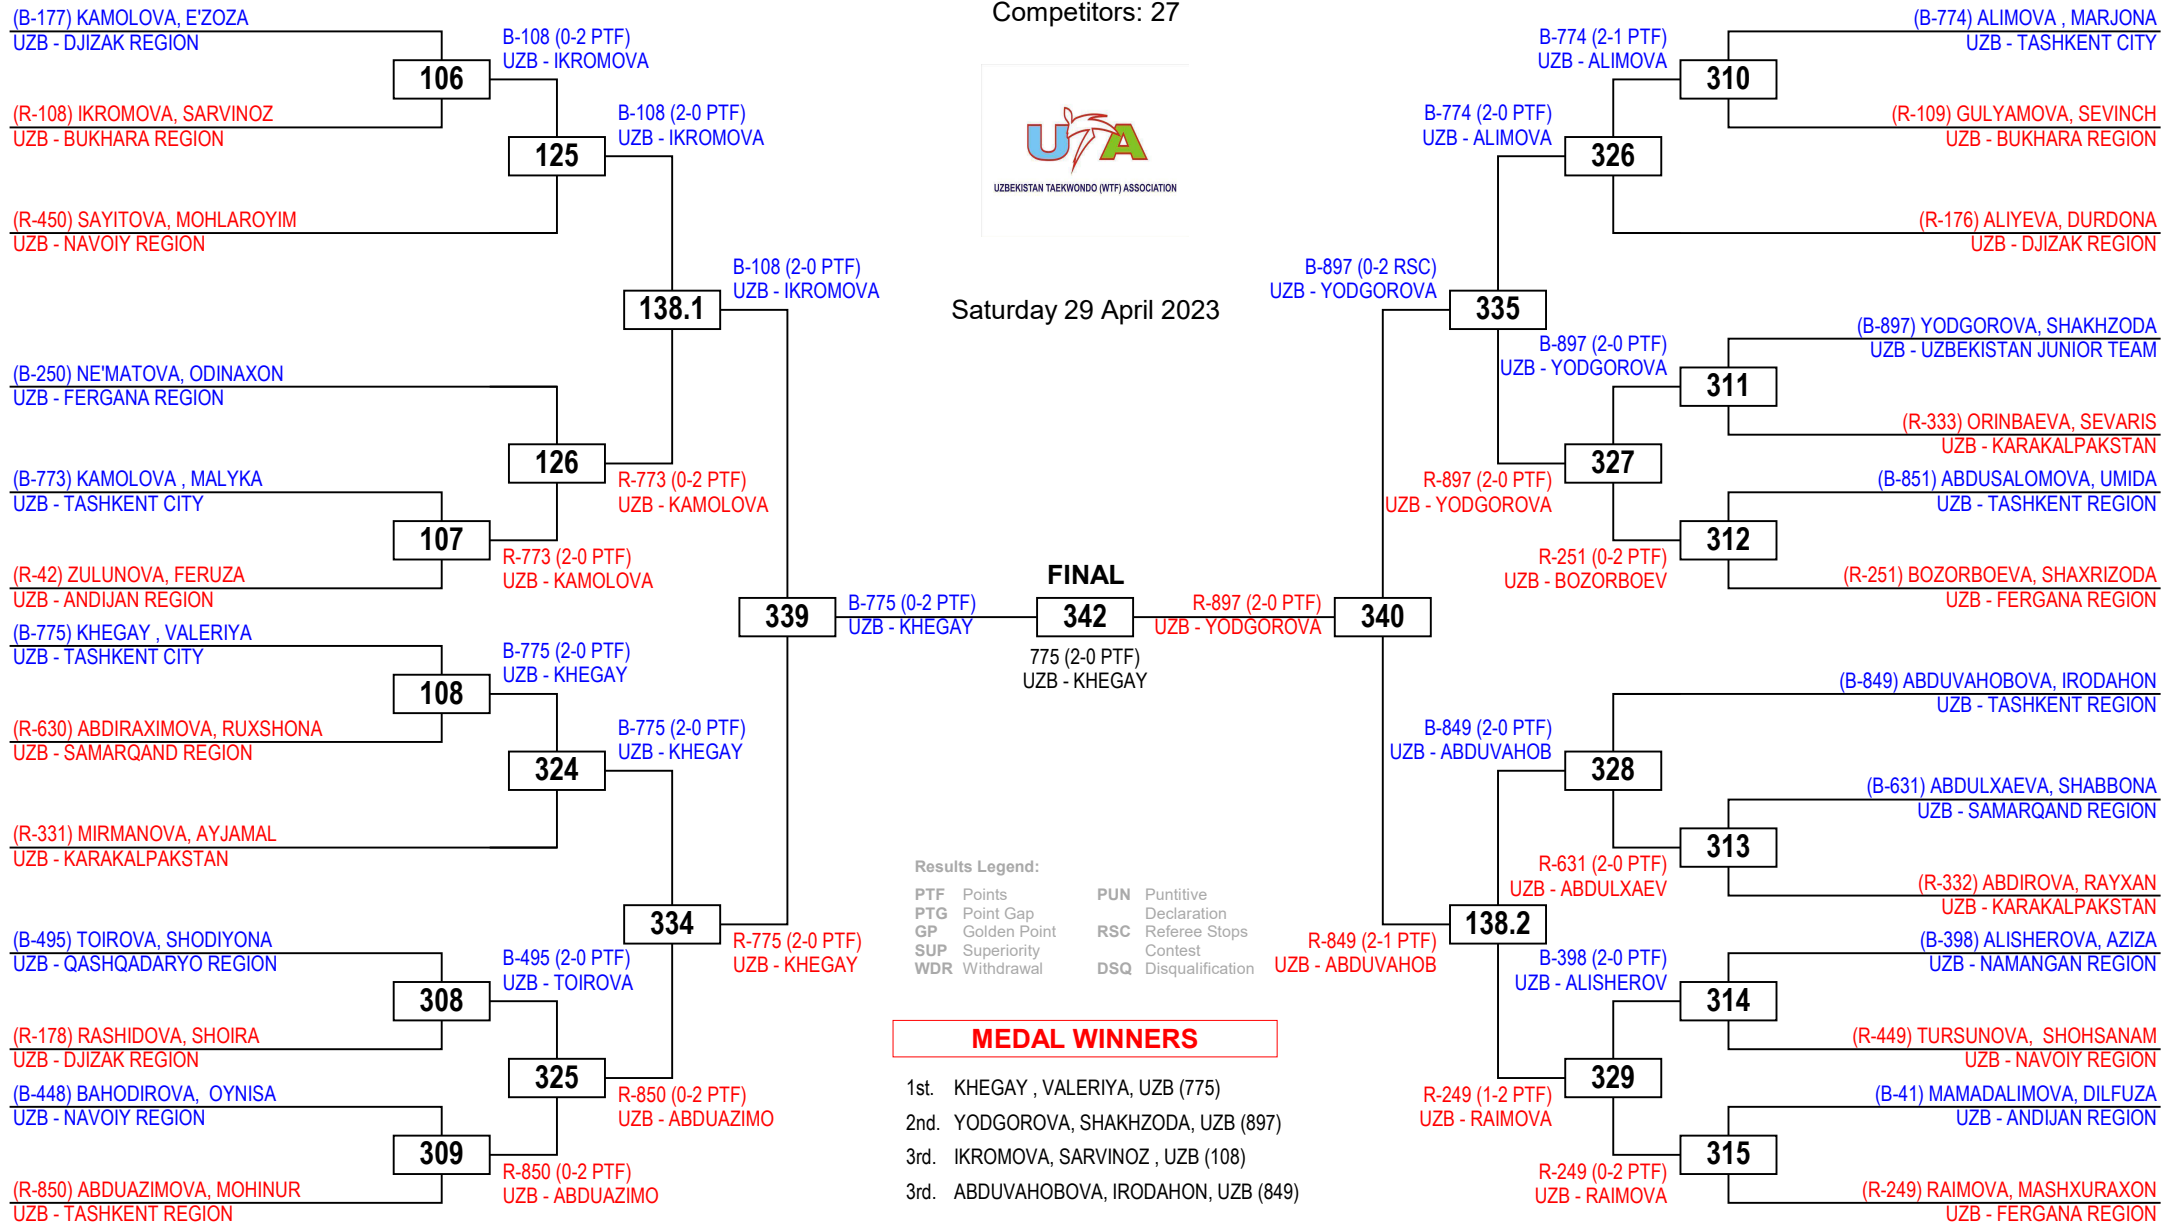 Competitors: 27
UTA
UZBEKISTAN TAEKWONDO (WTF) ASSOCIATION
Saturday 29 April 2023
(B-177) KAMOLOVA, E'ZOZA
UZB - DJIZAK REGION
106
(R-108) IKROMOVA, SARVINOZ
UZB - BUKHARA REGION
B-108 (0-2 PTF)
UZB - IKROMOVA
125
(R-450) SAYITOVA, MOHLAROYIM
UZB - NAVOIY REGION
B-108 (2-0 PTF)
UZB - IKROMOVA
138.1
B-108 (2-0 PTF)
UZB - IKROMOVA
(B-250) NE'MATOVA, ODINAXON
UZB - FERGANA REGION
126
R-773 (0-2 PTF)
UZB - KAMOLOVA
(B-773) KAMOLOVA , MALYKA
UZB - TASHKENT CITY
107
(R-42) ZULUNOVA, FERUZA
UZB - ANDIJAN REGION
R-773 (2-0 PTF)
UZB - KAMOLOVA
(B-775) KHEGAY , VALERIYA
UZB - TASHKENT CITY
108
(R-630) ABDIRAXIMOVA, RUXSHONA
UZB - SAMARQAND REGION
B-775 (2-0 PTF)
UZB - KHEGAY
324
(R-331) MIRMANOVA, AYJAMAL
UZB - KARAKALPAKSTAN
B-775 (2-0 PTF)
UZB - KHEGAY
334
R-775 (2-0 PTF)
UZB - KHEGAY
(B-495) TOIROVA, SHODIYONA
UZB - QASHQADARYO REGION
308
(R-178) RASHIDOVA, SHOIRA
UZB - DJIZAK REGION
B-495 (2-0 PTF)
UZB - TOIROVA
325
R-850 (0-2 PTF)
UZB - ABDUAZIMO
(B-448) BAHODIROVA, OYNISA
UZB - NAVOIY REGION
309
(R-850) ABDUAZIMOVA, MOHINUR
UZB - TASHKENT REGION
R-850 (0-2 PTF)
UZB - ABDUAZIMO
339
B-775 (0-2 PTF)
UZB - KHEGAY
FINAL
342
775 (2-0 PTF)
UZB - KHEGAY
R-897 (2-0 PTF)
UZB - YODGOROVA
340
B-774 (2-1 PTF)
UZB - ALIMOVA
(B-774) ALIMOVA , MARJONA
UZB - TASHKENT CITY
310
(R-109) GULYAMOVA, SEVINCH
UZB - BUKHARA REGION
B-774 (2-0 PTF)
UZB - ALIMOVA
326
(R-176) ALIYEVA, DURDONA
UZB - DJIZAK REGION
B-897 (0-2 RSC)
UZB - YODGOROVA
335
B-897 (2-0 PTF)
UZB - YODGOROVA
(B-897) YODGOROVA, SHAKHZODA
UZB - UZBEKISTAN JUNIOR TEAM
311
(R-333) ORINBAEVA, SEVARIS
UZB - KARAKALPAKSTAN
327
R-897 (2-0 PTF)
UZB - YODGOROVA
(B-851) ABDUSALOMOVA, UMIDA
UZB - TASHKENT REGION
312
R-251 (0-2 PTF)
UZB - BOZORBOEV
(R-251) BOZORBOEVA, SHAXRIZODA
UZB - FERGANA REGION
(B-849) ABDUVAHOBOVA, IRODAHON
UZB - TASHKENT REGION
B-849 (2-0 PTF)
UZB - ABDUVAHOB
328
(B-631) ABDULXAEVA, SHABBONA
UZB - SAMARQAND REGION
313
R-631 (2-0 PTF)
UZB - ABDULXAEV
(R-332) ABDIROVA, RAYXAN
UZB - KARAKALPAKSTAN
138.2
R-849 (2-1 PTF)
UZB - ABDUVAHOB
(B-398) ALISHEROVA, AZIZA
UZB - NAMANGAN REGION
B-398 (2-0 PTF)
UZB - ALISHEROV
314
(R-449) TURSUNOVA, SHOHSANAM
UZB - NAVOIY REGION
329
R-249 (1-2 PTF)
UZB - RAIMOVA
(B-41) MAMADALIMOVA, DILFUZA
UZB - ANDIJAN REGION
315
R-249 (0-2 PTF)
UZB - RAIMOVA
(R-249) RAIMOVA, MASHXURAXON
UZB - FERGANA REGION
Results Legend:
PTF Points
PTG Point Gap
GP Golden Point
SUP Superiority
WDR Withdrawal
PUN Puntitive
Declaration
RSC Referee Stops
Contest
DSQ Disqualification
MEDAL WINNERS
1st. KHEGAY , VALERIYA, UZB (775)
2nd. YODGOROVA, SHAKHZODA, UZB (897)
3rd. IKROMOVA, SARVINOZ , UZB (108)
3rd. ABDUVAHOBOVA, IRODAHON, UZB (849)